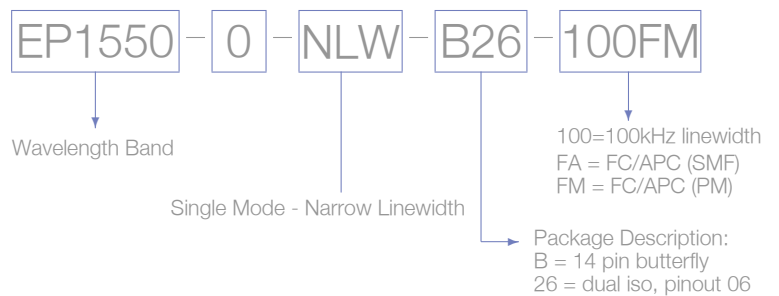 EP1550 – 0 – NLW – B26 – 100FM
Wavelength Band
100=100kHz linewidth
FA = FC/APC (SMF)
FM = FC/APC (PM)
Single Mode - Narrow Linewidth
Package Description:
B = 14 pin butterfly
26 = dual iso, pinout 06